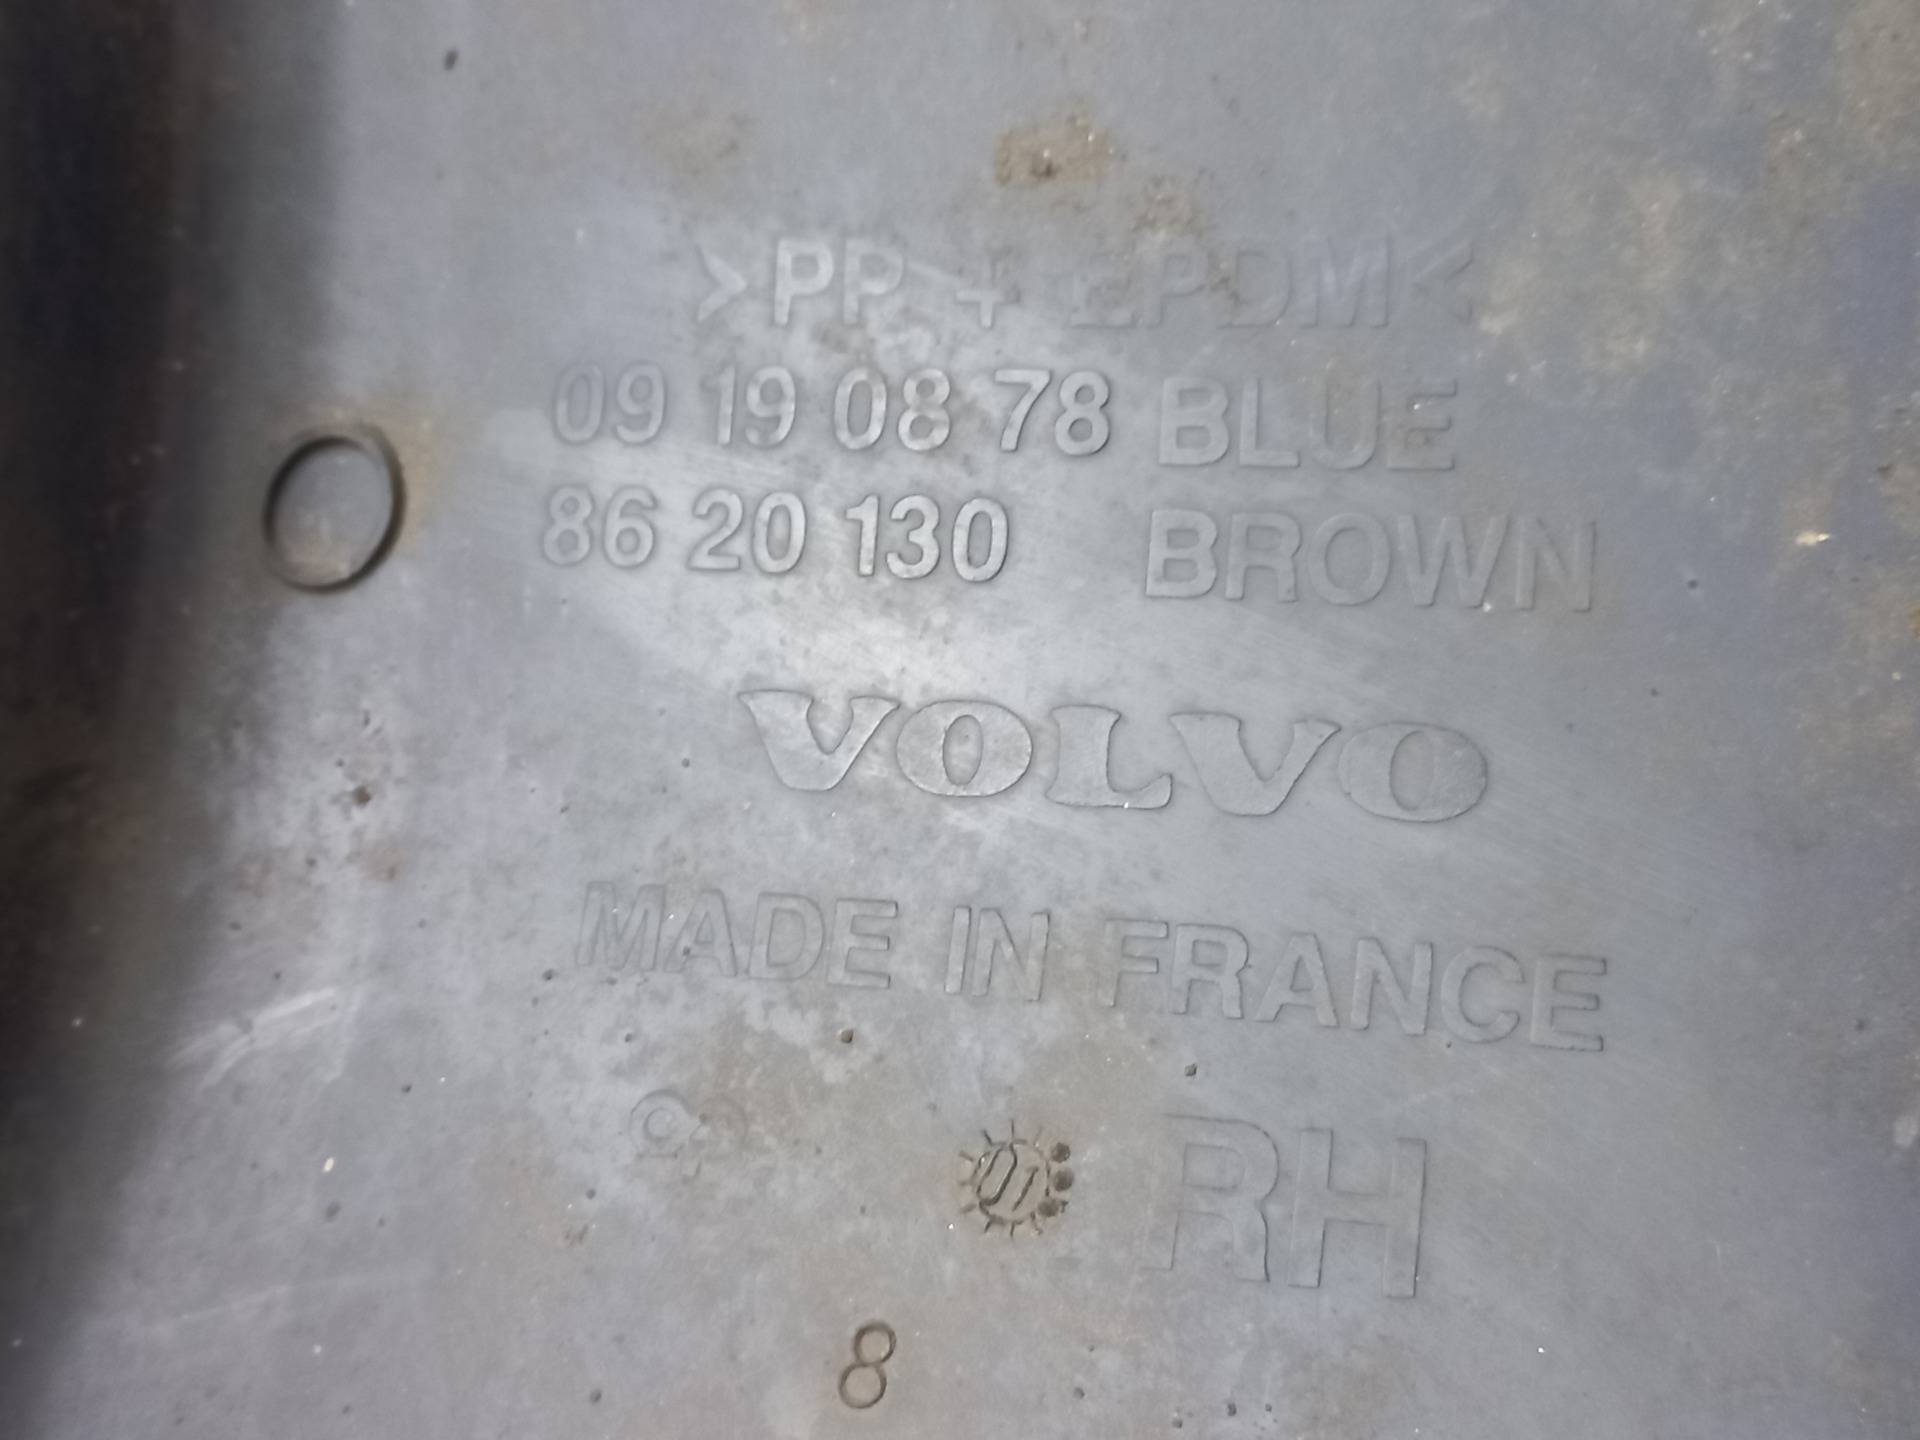 >PP + EPDM<
09 19 08 78 BLUE
86 20 130 BROWN
VOLVO
MADE IN FRANCE
RH
8